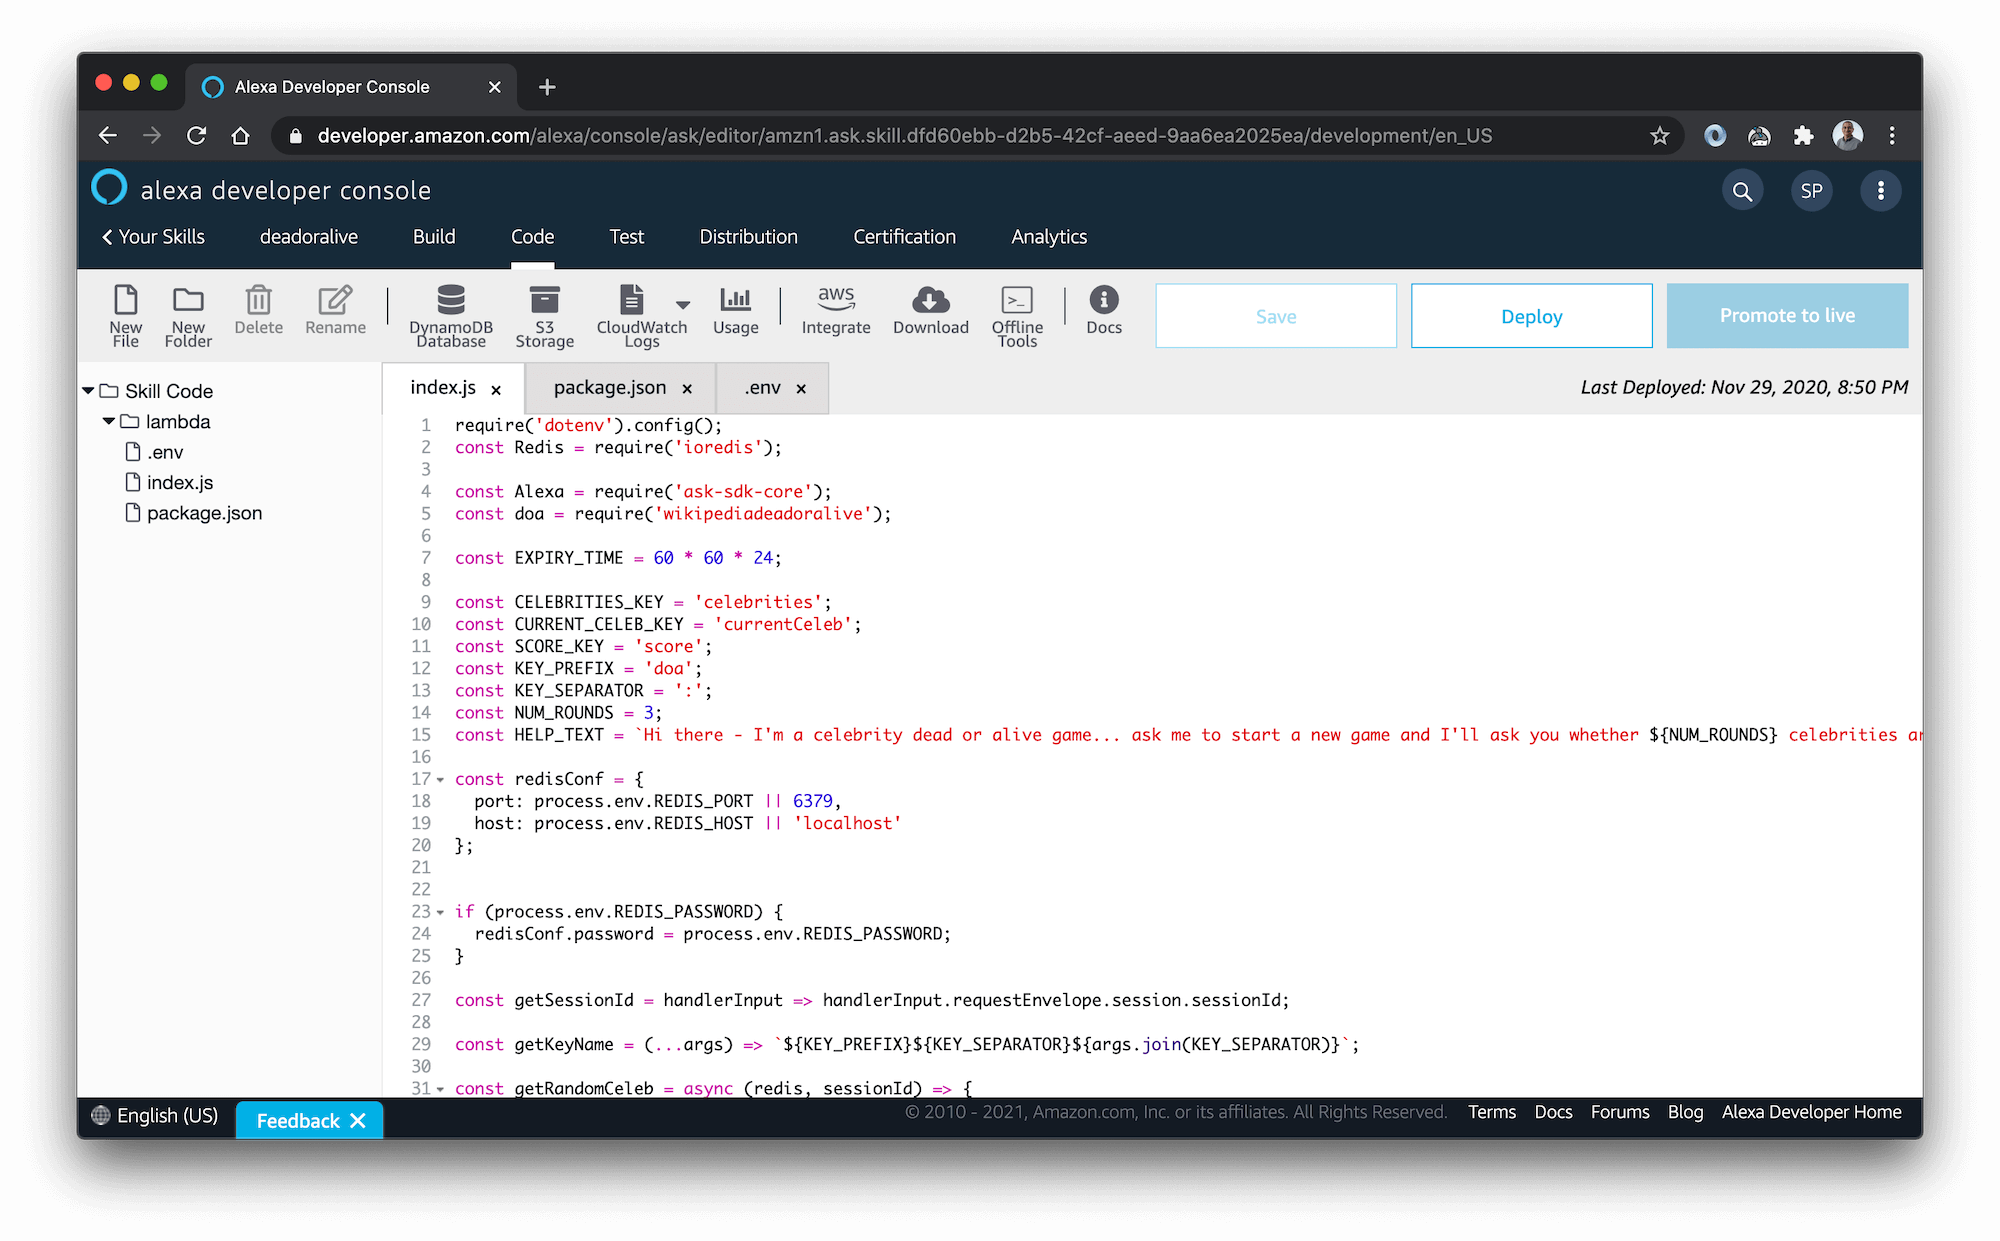 Alexa Developer Console
developer.amazon.com/alexa/console/ask/editor/amzn1.ask.skill.dfd60ebb-d2b5-42cf-aeed-9aa6ea2025ea/development/en_US
alexa developer console
SP
Your Skills deadoralive Build Code Test Distribution Certification Analytics
New File
New Folder
Delete
Rename
DynamoDB Database
S3 Storage
CloudWatch Logs
Usage
aws
Integrate
Download
>_
Offline Tools
Docs
Save
Deploy
Promote to live
Skill Code
lambda
.env
index.js
package.json
index.js × package.json × .env ×
Last Deployed: Nov 29, 2020, 8:50 PM
1 require('dotenv').config();
2 const Redis = require('ioredis');
3
4 const Alexa = require('ask-sdk-core');
5 const doa = require('wikipediadeadoralive');
6
7 const EXPIRY_TIME = 60 * 60 * 24;
8
9 const CELEBRITIES_KEY = 'celebrities';
10 const CURRENT_CELEB_KEY = 'currentCeleb';
11 const SCORE_KEY = 'score';
12 const KEY_PREFIX = 'doa';
13 const KEY_SEPARATOR = ':';
14 const NUM_ROUNDS = 3;
15 const HELP_TEXT = `Hi there - I'm a celebrity dead or alive game... ask me to start a new game and I'll ask you whether ${NUM_ROUNDS} celebrities
16
17 const redisConf = {
18 port: process.env.REDIS_PORT || 6379,
19 host: process.env.REDIS_HOST || 'localhost'
20 };
21
22
23 if (process.env.REDIS_PASSWORD) {
24 redisConf.password = process.env.REDIS_PASSWORD;
25 }
26
27 const getSessionId = handlerInput => handlerInput.requestEnvelope.session.sessionId;
28
29 const getKeyName = (...args) => `${KEY_PREFIX}${KEY_SEPARATOR}${args.join(KEY_SEPARATOR)}`;
30
31 const getRandomCeleb = async (redis, sessionId) => {
English (US)
Feedback
© 2010 - 2021, Amazon.com, Inc. or its affiliates. All Rights Reserved. Terms Docs Forums Blog Alexa Developer Home